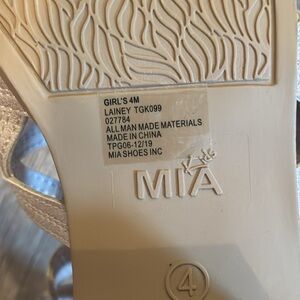 GIRL'S 4M
LAINEY TGK099
027784
ALL MAN MADE MATERIALS
MADE IN CHINA
TPG06-12/19
MIA SHOES INC
Kids
MIA
4